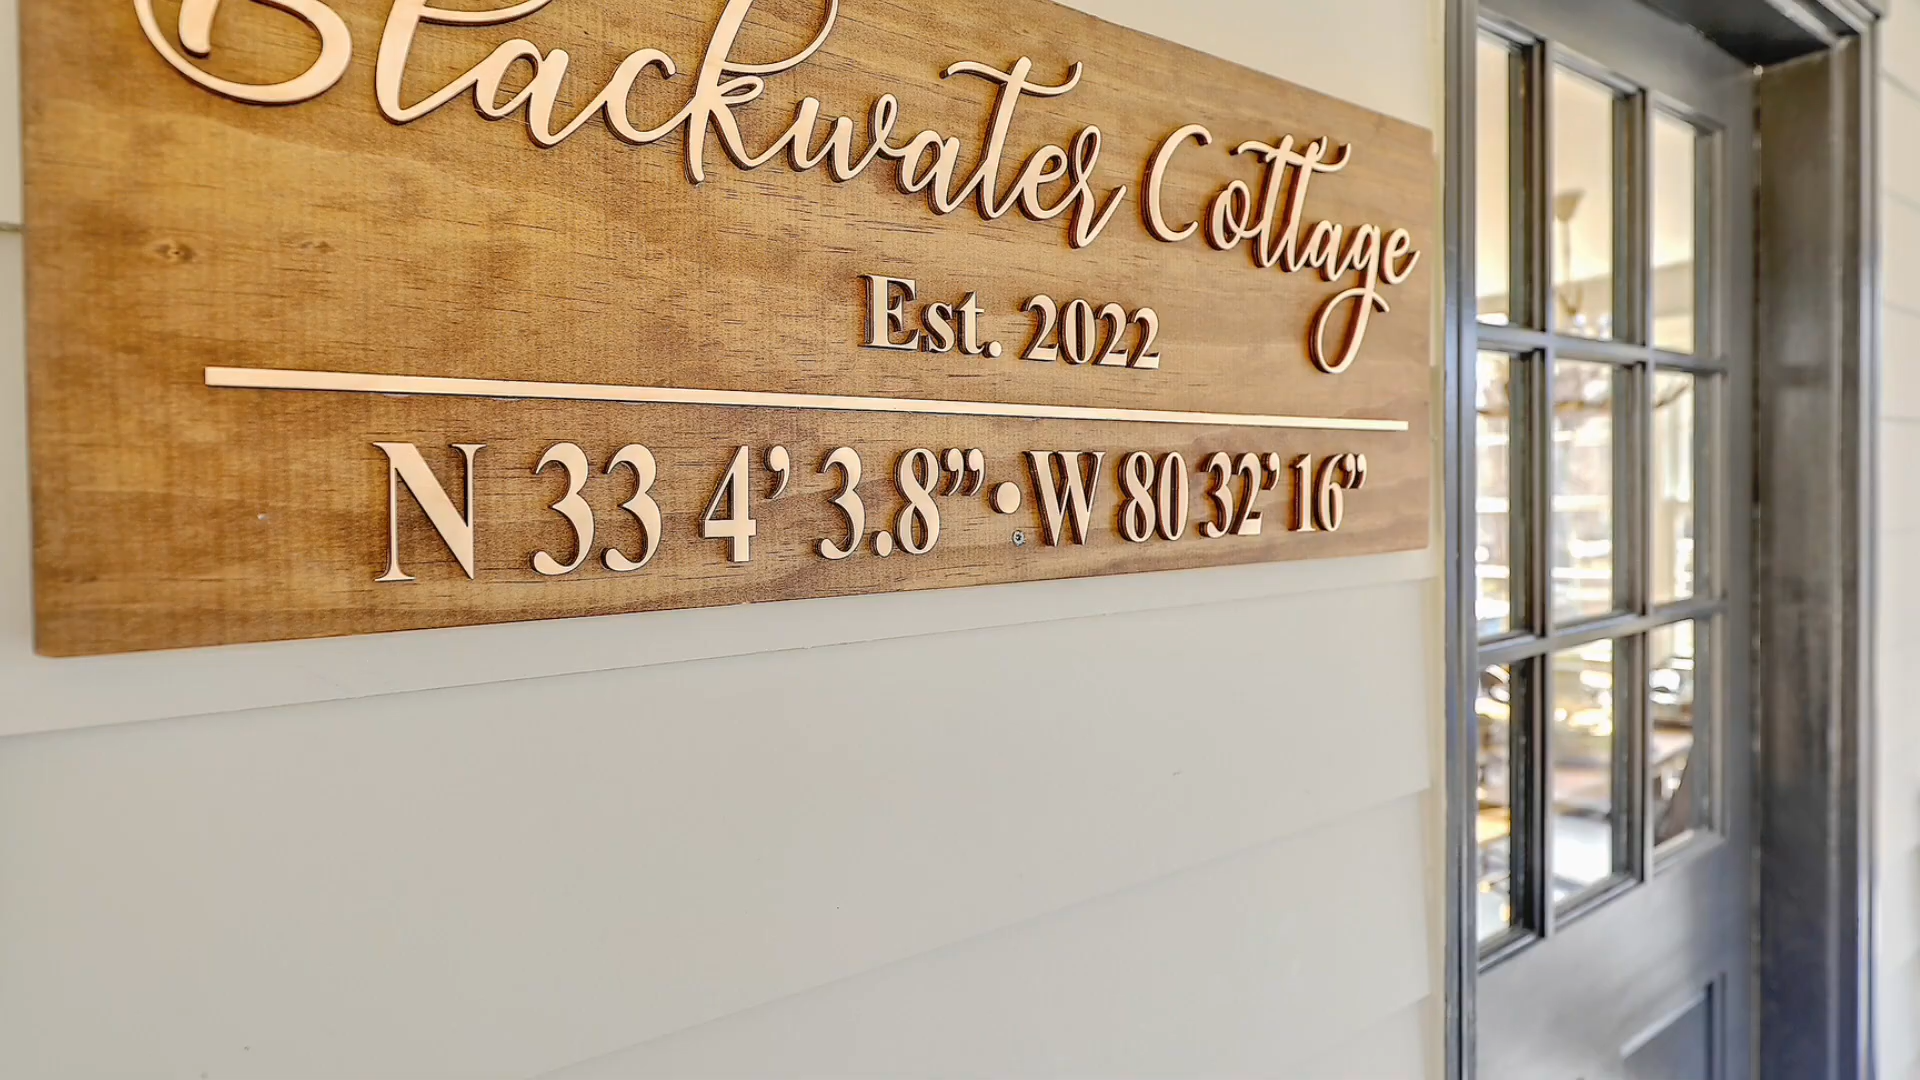 Blackwater Cottage
Est. 2022
N 33 4’ 3.8” • W 80 32’ 16”